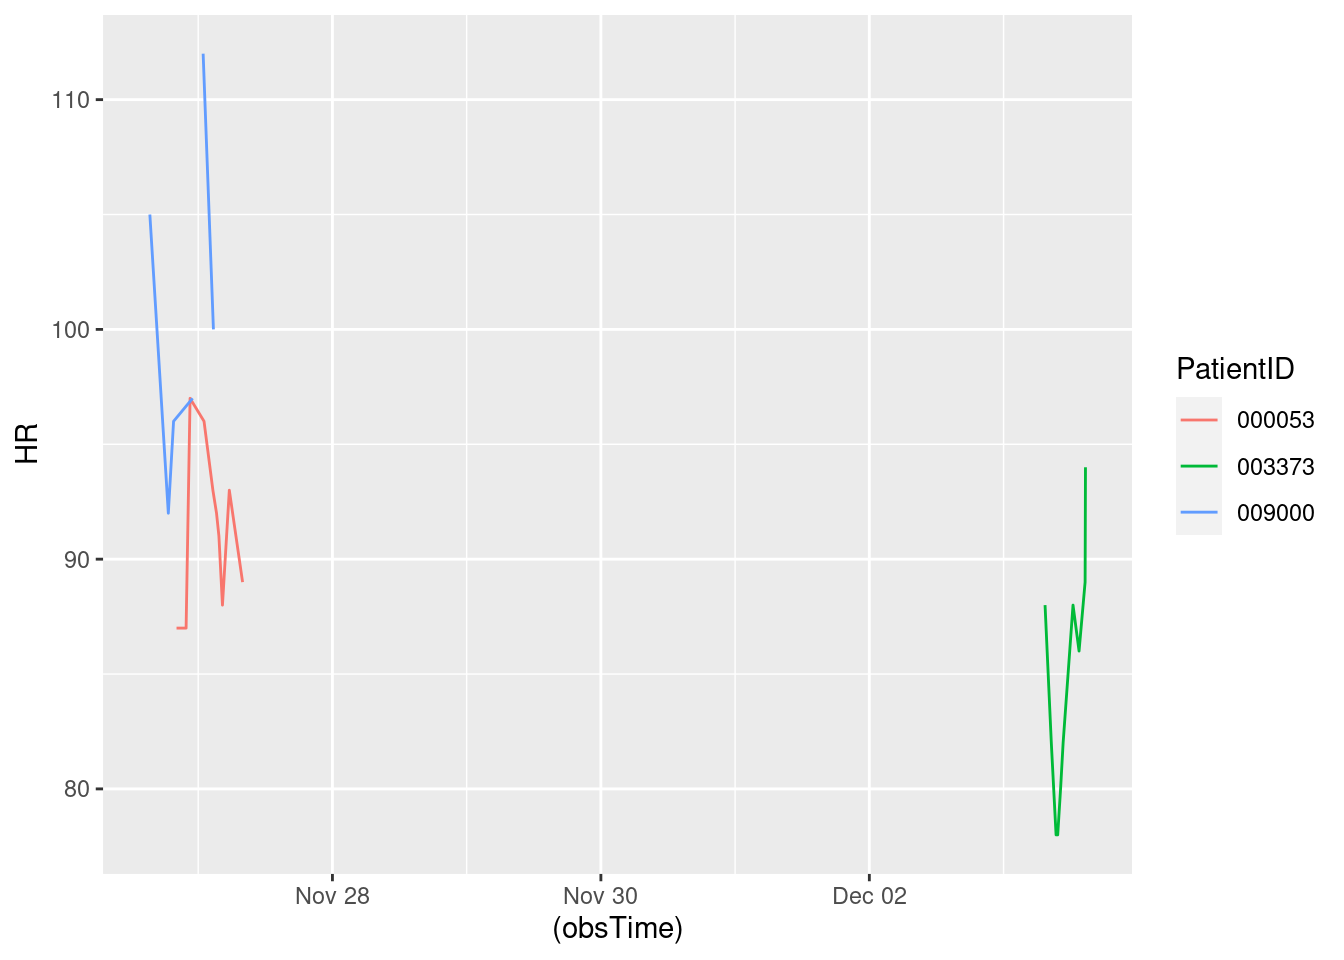 HR
110
100
90
80
Nov 28
Nov 30
Dec 02
(obsTime)
PatientID
000053
003373
009000